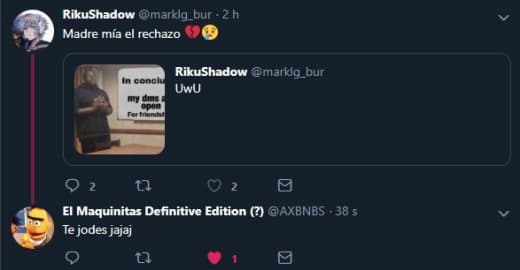 RikuShadow @marklg_bur · 2 h
Madre mía el rechazo 💔😢
RikuShadow @marklg_bur
UwU
In conclu
my dms a
open
For friendsh
2
2
El Maquinitas Definitive Edition (?) @AXBNBS · 38 s
Te jodes jajaj
1